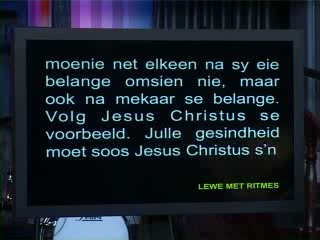 moenie net elkeen na sy eie
belange omsien nie, maar
ook na mekaar se belange.
Volg Jesus Christus se
voorbeeld. Julle gesindheid
moet soos Jesus Christus s'n
LEWE MET RITMES